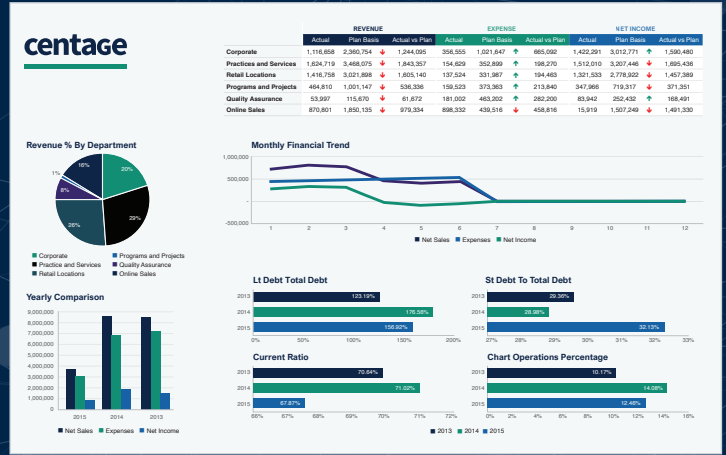 centage
REVENUE EXPENSE NET INCOME
Actual Plan Basis Actual vs Plan Actual Plan Basis Actual vs Plan Actual Plan Basis Actual vs Plan
Corporate 1,116,658 2,360,754 1,244,095 356,555 1,021,647 665,092 1,422,291 3,012,771 1,590,480
Practices and Services 1,624,719 3,468,075 1,843,357 154,629 352,899 198,270 1,512,010 3,207,446 1,695,436
Retail Locations 1,416,758 3,021,898 1,605,140 137,524 331,987 194,463 1,321,533 2,778,922 1,457,389
Programs and Projects 464,810 1,001,147 536,336 159,523 373,363 213,840 347,966 719,317 371,351
Quality Assurance 53,997 115,670 61,672 181,002 463,202 282,200 83,942 252,432 168,491
Online Sales 870,801 1,850,135 979,334 898,332 439,516 458,816 15,919 1,507,249 1,491,330
Revenue % By Department
16%
20%
1%
8%
26%
29%
Corporate Programs and Projects
Practice and Services Quality Assurance
Retail Locations Online Sales
Monthly Financial Trend
1,000,000
500,000
-
-500,000
1 2 3 4 5 6 7 8 9 10 11 12
Net Sales Expenses Net Income
Yearly Comparison
9,000,000
8,000,000
7,000,000
6,000,000
5,000,000
4,000,000
3,000,000
2,000,000
1,000,000
0
2015 2014 2013
Net Sales Expenses Net Income
Lt Debt Total Debt
2013 123.19%
2014 176.58%
2015 156.92%
0% 50% 100% 150% 200%
St Debt To Total Debt
2013 29.36%
2014 28.98%
2015 32.13%
27% 28% 29% 30% 31% 32% 33%
Current Ratio
2013 70.64%
2014 71.02%
2015 67.87%
66% 67% 68% 69% 70% 71% 72%
Chart Operations Percentage
2013 10.17%
2014 14.08%
2015 12.46%
0% 2% 4% 6% 8% 10% 12% 14% 16%
2013 2014 2015